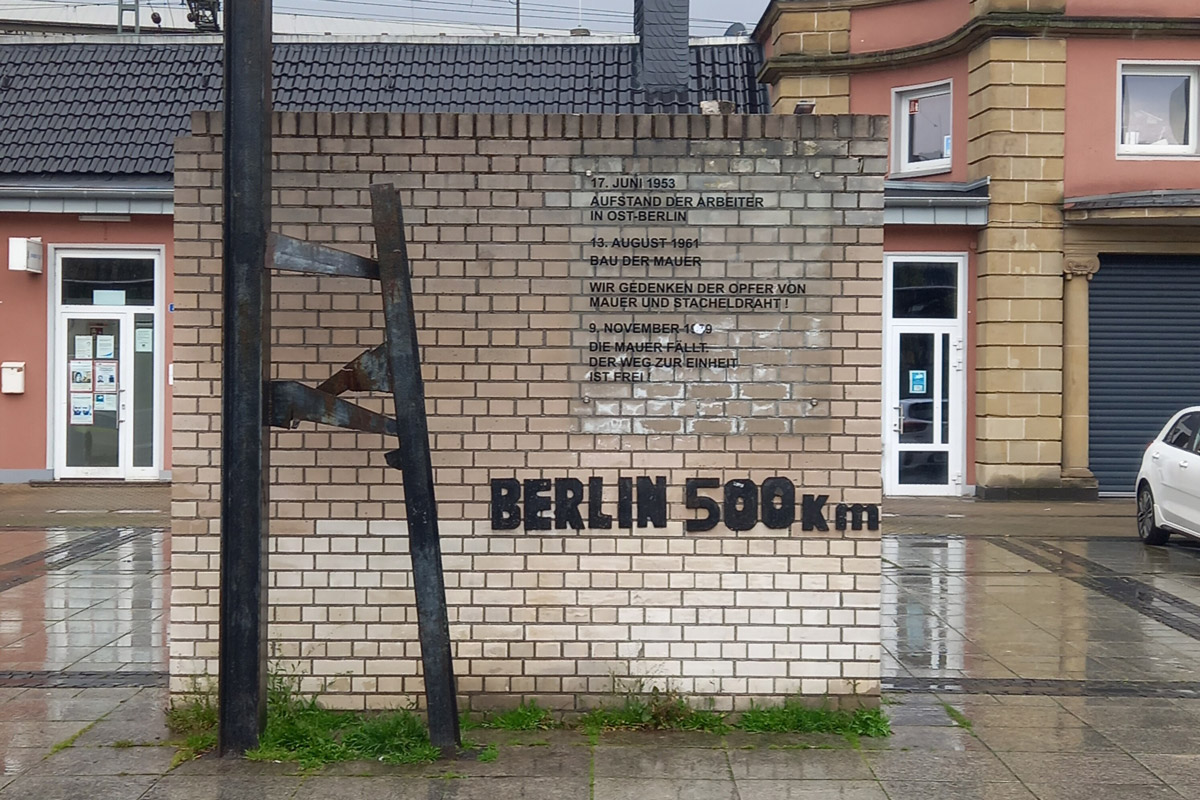 17. JUNI 1953
AUFSTAND DER ARBEITER
IN OST-BERLIN
13. AUGUST 1961
BAU DER MAUER
WIR GEDENKEN DER OPFER VON
MAUER UND STACHELDRAHT !
9. NOVEMBER 1989
DIE MAUER FÄLLT.
DER WEG ZUR EINHEIT
IST FREI !
BERLIN 500Km